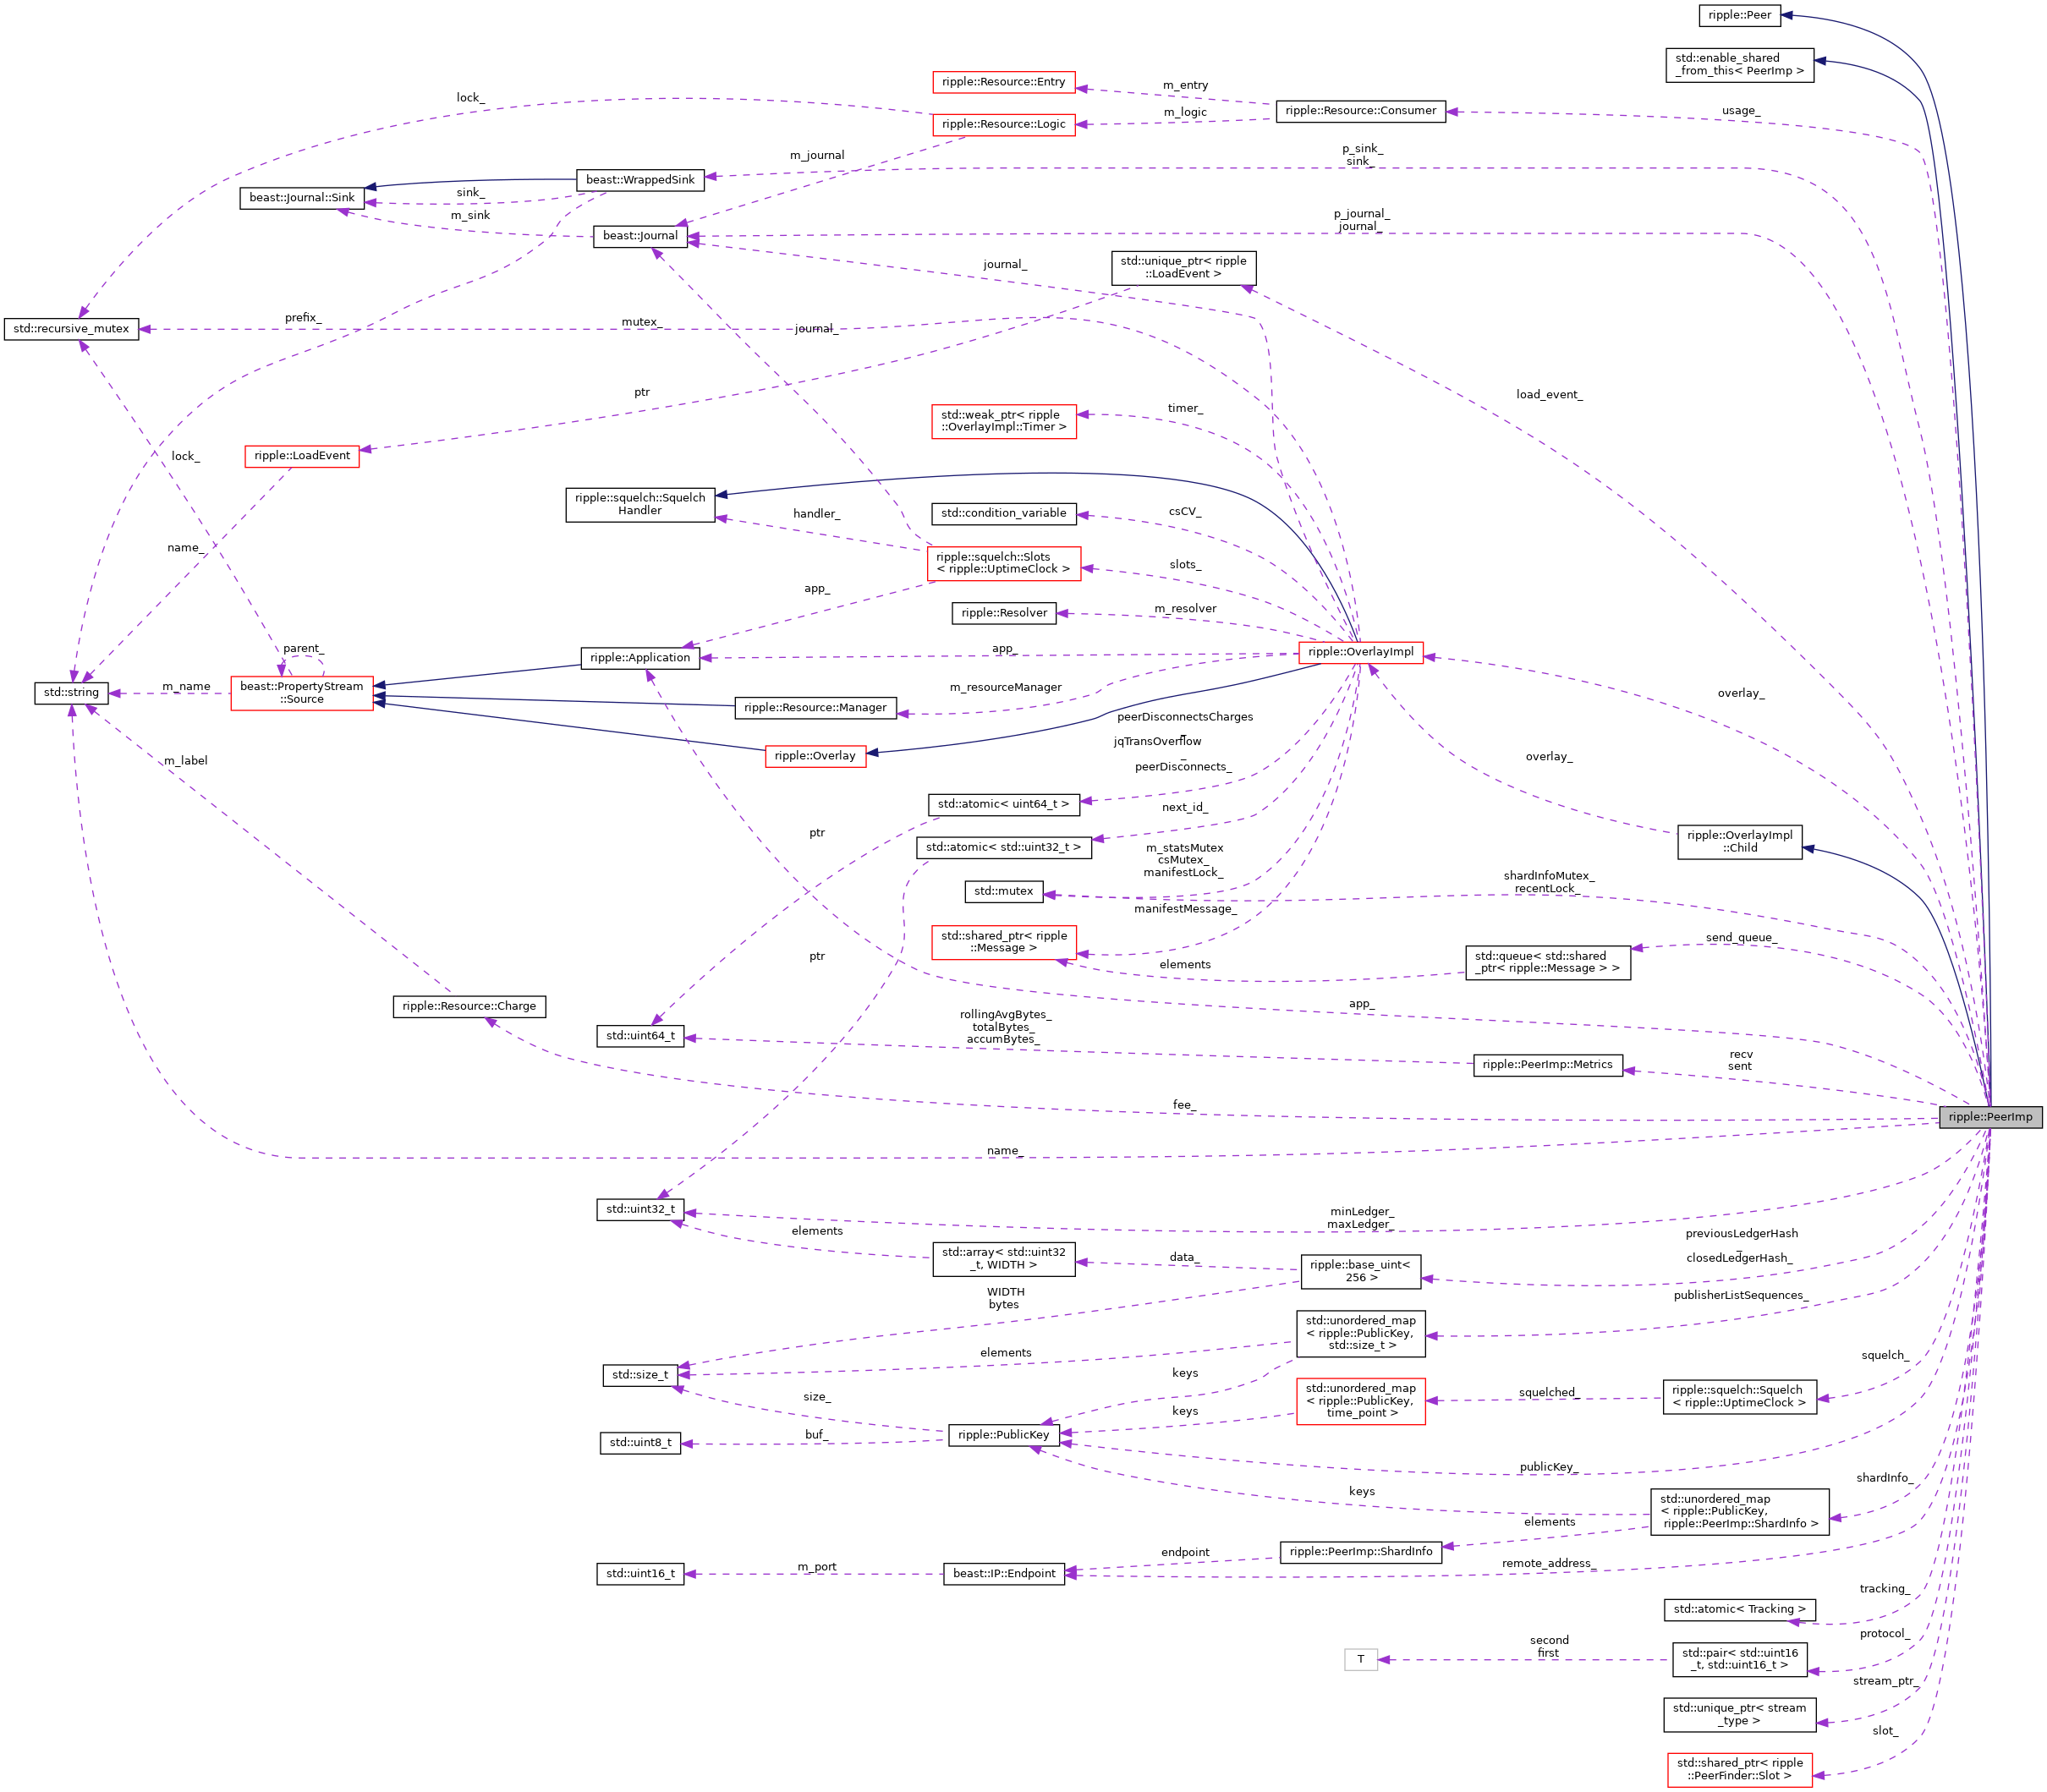 ripple::Peer
std::enable_shared
_from_this< PeerImp >
ripple::Resource::Entry
m_entry
usage_
lock_
ripple::Resource::Consumer
m_logic
ripple::Resource::Logic
m_journal
p_sink_
sink_
beast::WrappedSink
sink_
beast::Journal::Sink
m_sink
p_journal_
journal_
beast::Journal
journal_
std::unique_ptr< ripple
::LoadEvent >
prefix_
mutex_
journal_
std::recursive_mutex
ptr
load_event_
timer_
std::weak_ptr< ripple
::OverlayImpl::Timer >
lock_
ripple::LoadEvent
ripple::squelch::Squelch
Handler
handler_
std::condition_variable
csCV_
name_
ripple::squelch::Slots
< ripple::UptimeClock >
slots_
app_
ripple::Resolver
m_resolver
parent_
ripple::Application
app_
ripple::OverlayImpl
beast::PropertyStream
::Source
m_name
std::string
m_resourceManager
overlay_
ripple::Resource::Manager
peerDisconnectsCharges
_
jqTransOverflow
_
peerDisconnects_
ripple::Overlay
overlay_
m_label
std::atomic< uint64_t >
next_id_
ptr
std::atomic< std::uint32_t >
ripple::OverlayImpl
::Child
m_statsMutex
csMutex_
manifestLock_
std::mutex
shardInfoMutex_
recentLock_
manifestMessage_
std::shared_ptr< ripple
::Message >
send_queue_
ptr
elements
std::queue< std::shared
_ptr< ripple::Message > >
ripple::Resource::Charge
app_
rollingAvgBytes_
totalBytes_
accumBytes_
std::uint64_t
ripple::PeerImp::Metrics
recv
sent
fee_
ripple::PeerImp
name_
std::uint32_t
minLedger_
maxLedger_
elements
std::array< std::uint32
_t, WIDTH >
data_
ripple::base_uint<
256 >
previousLedgerHash
_
closedLedgerHash_
WIDTH
bytes
publisherListSequences_
std::unordered_map
< ripple::PublicKey,
std::size_t >
elements
squelch_
std::size_t
keys
size_
std::unordered_map
< ripple::PublicKey,
time_point >
squelched_
ripple::squelch::Squelch
< ripple::UptimeClock >
keys
std::uint8_t
buf_
ripple::PublicKey
publicKey_
shardInfo_
keys
std::unordered_map
< ripple::PublicKey,
ripple::PeerImp::ShardInfo >
elements
ripple::PeerImp::ShardInfo
endpoint
remote_address_
std::uint16_t
m_port
beast::IP::Endpoint
tracking_
std::atomic< Tracking >
protocol_
T
second
first
std::pair< std::uint16
_t, std::uint16_t >
stream_ptr_
std::unique_ptr< stream
_type >
slot_
std::shared_ptr< ripple
::PeerFinder::Slot >